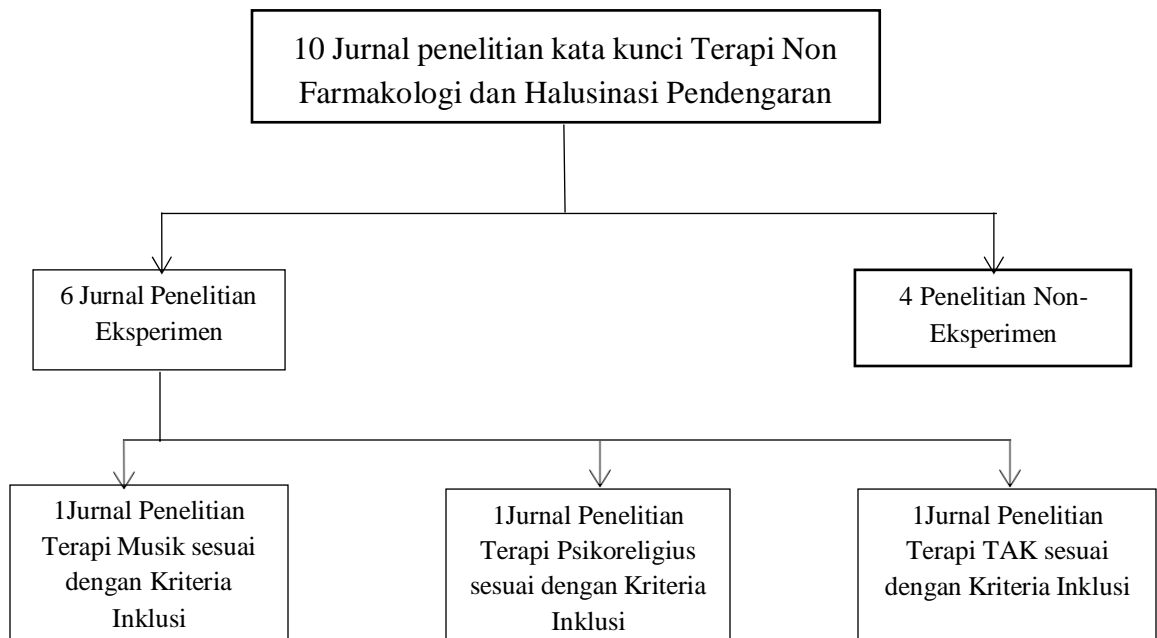 10 Jurnal penelitian kata kunci Terapi Non
Farmakologi dan Halusinasi Pendengaran
6 Jurnal Penelitian
Eksperimen
4 Penelitian Non-
Eksperimen
1Jurnal Penelitian
Terapi Musik sesuai
dengan Kriteria
Inklusi
1Jurnal Penelitian
Terapi Psikoreligius
sesuai dengan Kriteria
Inklusi
1Jurnal Penelitian
Terapi TAK sesuai
dengan Kriteria Inklusi